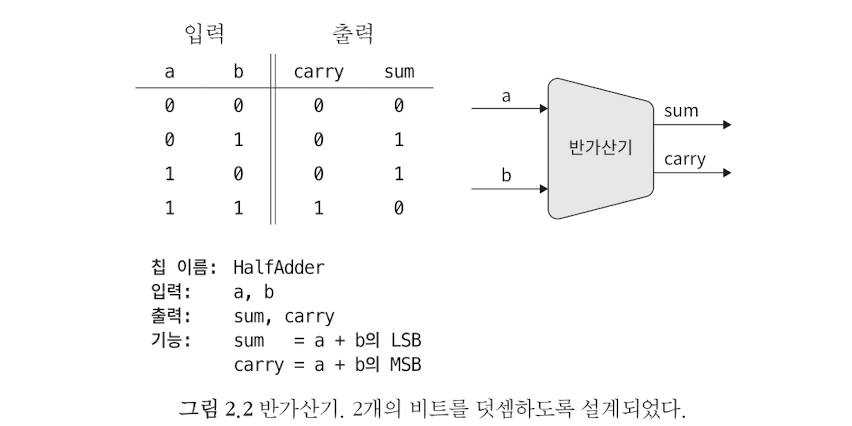 입력 출력
a b carry sum
0 0 0 0
0 1 0 1
1 0 0 1
1 1 1 0
a
b
반가산기
sum
carry
칩 이름: HalfAdder
입력: a, b
출력: sum, carry
기능: sum = a + b의 LSB
carry = a + b의 MSB
그림 2.2 반가산기. 2개의 비트를 덧셈하도록 설계되었다.